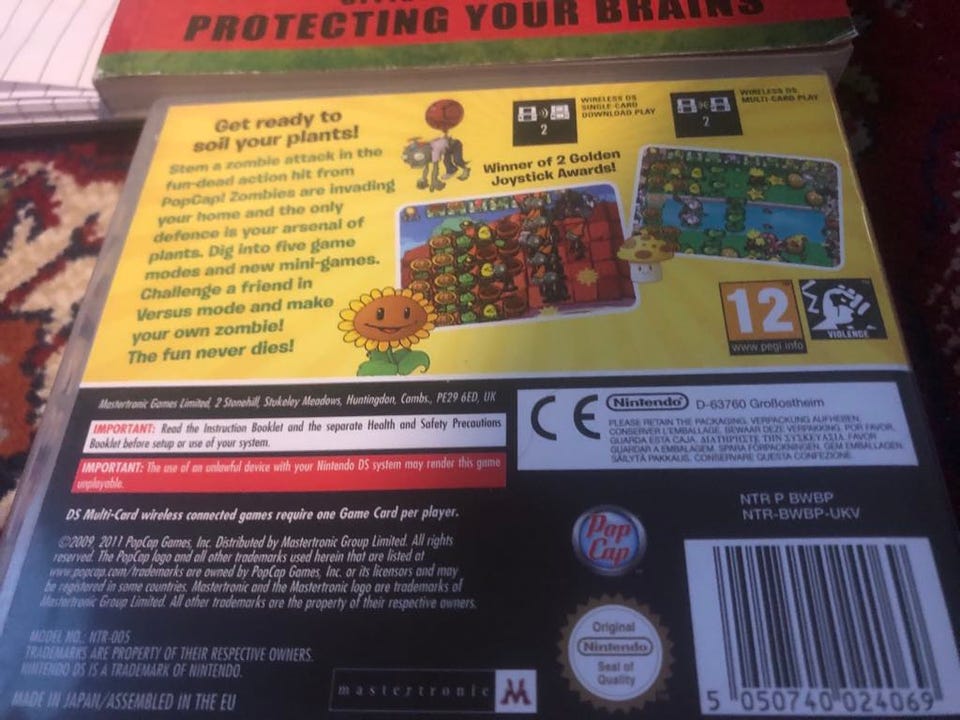 PROTECTING YOUR BRAINS
Get ready to
soil your plants!
Stem a zombie attack in the
fun-dead action hit from
PopCap! Zombies are invading
your home and the only
defence is your arsenal of
plants. Dig into five game
modes and new mini-games.
Challenge a friend in
Versus mode and make
your own zombie!
The fun never dies!
2
WIRELESS DS
SINGLE-CARD
DOWNLOAD PLAY
2
WIRELESS DS
MULTI-CARD PLAY
Winner of 2 Golden
Joystick Awards!
12
www.pegi.info
VIOLENCE
Mastertronic Games Limited, 2 Stonehill, Stukeley Meadows, Huntingdon, Cambs., PE29 6ED, UK
IMPORTANT: Read the Instruction Booklet and the separate Health and Safety Precautions
Booklet before setup or use of your system.
IMPORTANT: The use of an unlawful device with your Nintendo DS system may render this game
unplayable.
CE
Nintendo D-63760 Großostheim
PLEASE RETAIN THE PACKAGING. VERPACKUNG AUFHEBEN.
CONSERVER L'EMBALLAGE. BEWAAR DEZE VERPACKING. POR FAVOR,
GUARDA ESTA CAJA. ΔΙΑΤΗΡΗΣΤΕ ΤΗΝ ΣΥΣΚΕΥΑΣΙΑ. FAVOR
GUARDAR A EMBALAGEM. SPARA FÖRPACKNINGEN. GEM EMBALLAGEN.
SÄILYTÄ PAKKAUS. CONSERVARE QUESTA CONFEZIONE.
DS Multi-Card wireless connected games require one Game Card per player.
©2009, 2011 PopCap Games, Inc. Distributed by Mastertronic Group Limited. All rights
reserved. The PopCap logo and all other trademarks used herein that are listed at
www.popcap.com/trademarks are owned by PopCap Games, Inc. or its licensors and may
be registered in some countries. Mastertronic and the Mastertronic logo are trademarks of
Mastertronic Group Limited. All other trademarks are the property of their respective owners.
NTR P BWBP
NTR-BWBP-UKV
Pop
Cap
MODEL NO.: NTR-005
TRADEMARKS ARE PROPERTY OF THEIR RESPECTIVE OWNERS.
NINTENDO DS IS A TRADEMARK OF NINTENDO.
MADE IN JAPAN/ASSEMBLED IN THE EU
mastertronic M
Original
Nintendo
Seal of
Quality
5 050740 024069